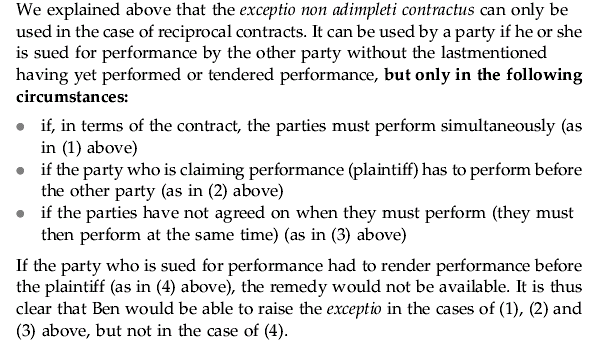 We explained above that the exceptio non adimpleti contractus can only be
used in the case of reciprocal contracts. It can be used by a party if he or she
is sued for performance by the other party without the lastmentioned
having yet performed or tendered performance, but only in the following
circumstances:
● if, in terms of the contract, the parties must perform simultaneously (as
in (1) above)
● if the party who is claiming performance (plaintiff) has to perform before
the other party (as in (2) above)
● if the parties have not agreed on when they must perform (they must
then perform at the same time) (as in (3) above)
If the party who is sued for performance had to render performance before
the plaintiff (as in (4) above), the remedy would not be available. It is thus
clear that Ben would be able to raise the exceptio in the cases of (1), (2) and
(3) above, but not in the case of (4).